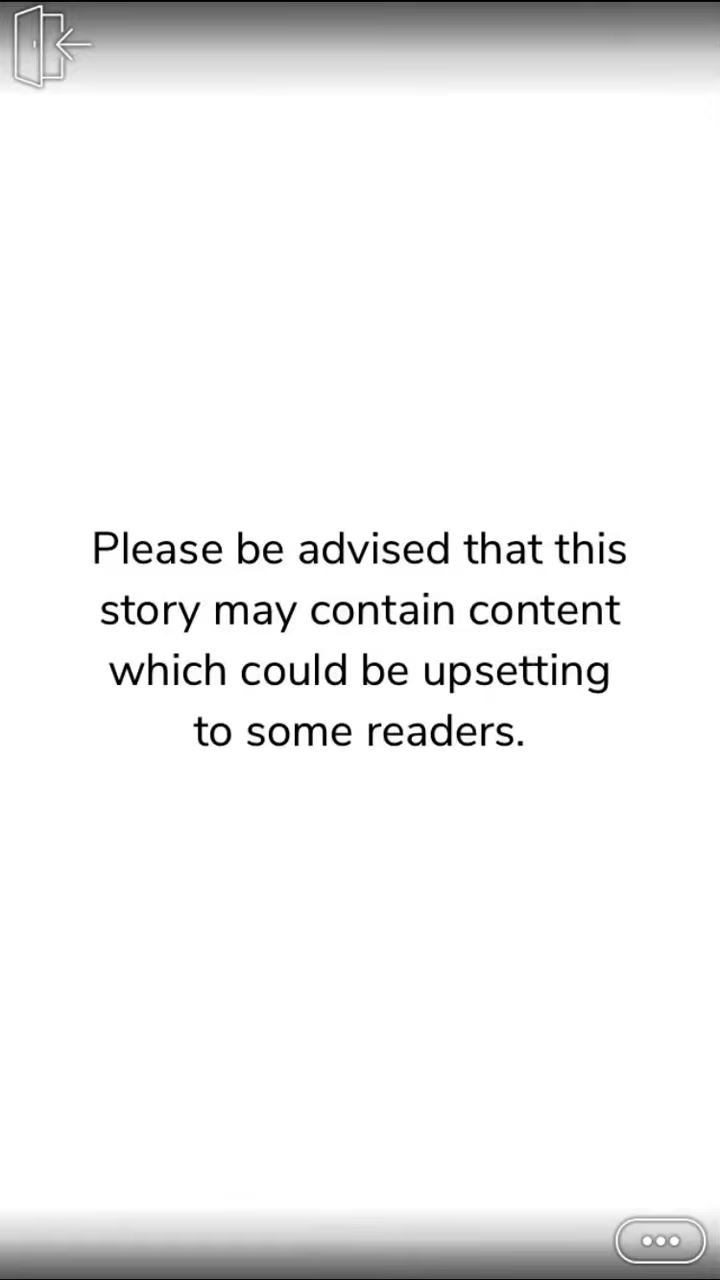 Please be advised that this
story may contain content
which could be upsetting
to some readers.